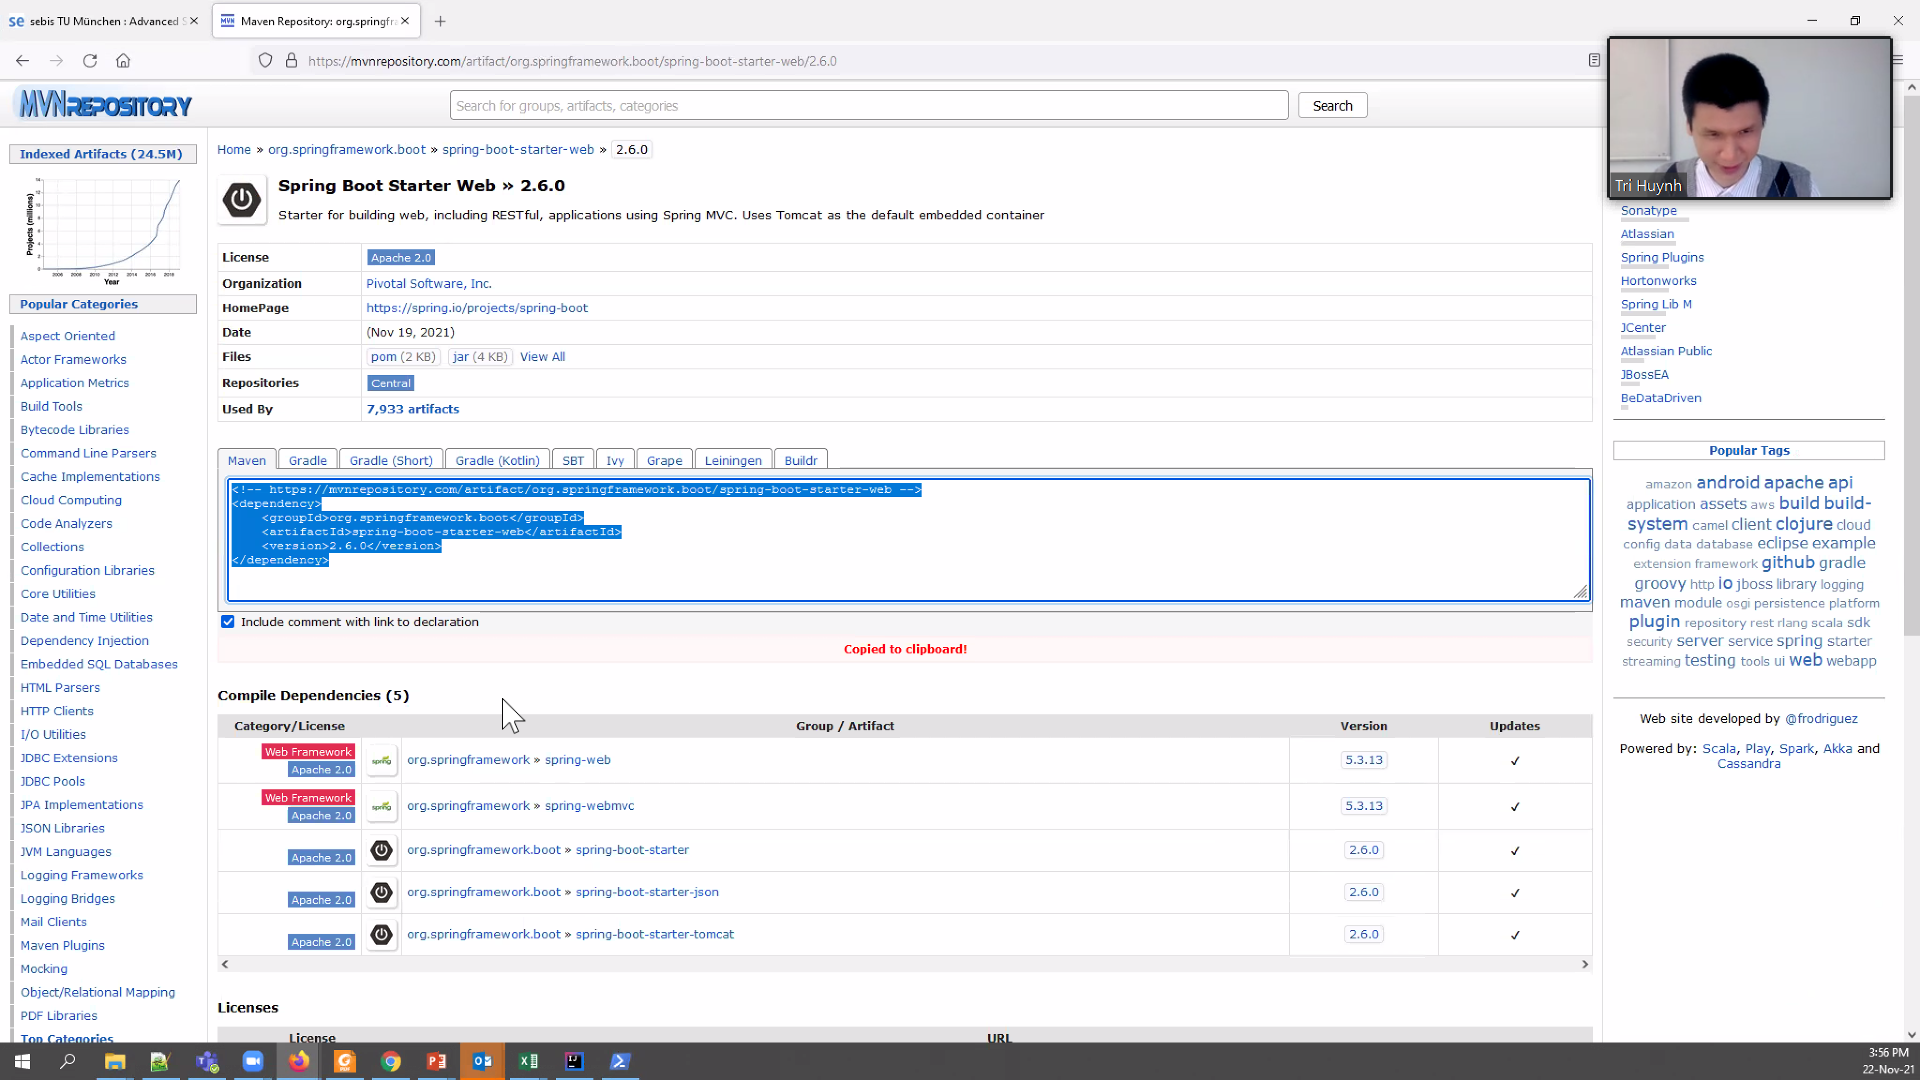 sebis TU München : Advanced S
Maven Repository: org.springfr
https://mvnrepository.com/artifact/org.springframework.boot/spring-boot-starter-web/2.6.0
MVNREPOSITORY
Search for groups, artifacts, categories
Search
Indexed Artifacts (24.5M)
Projects (millions)
Year
Popular Categories
Aspect Oriented
Actor Frameworks
Application Metrics
Build Tools
Bytecode Libraries
Command Line Parsers
Cache Implementations
Cloud Computing
Code Analyzers
Collections
Configuration Libraries
Core Utilities
Date and Time Utilities
Dependency Injection
Embedded SQL Databases
HTML Parsers
HTTP Clients
I/O Utilities
JDBC Extensions
JDBC Pools
JPA Implementations
JSON Libraries
JVM Languages
Logging Frameworks
Logging Bridges
Mail Clients
Maven Plugins
Mocking
Object/Relational Mapping
PDF Libraries
Top Categories
Home » org.springframework.boot » spring-boot-starter-web » 2.6.0
Spring Boot Starter Web » 2.6.0
Starter for building web, including RESTful, applications using Spring MVC. Uses Tomcat as the default embedded container
License Apache 2.0
Organization Pivotal Software, Inc.
HomePage https://spring.io/projects/spring-boot
Date (Nov 19, 2021)
Files pom (2 KB) jar (4 KB) View All
Repositories Central
Used By 7,933 artifacts
Maven Gradle Gradle (Short) Gradle (Kotlin) SBT Ivy Grape Leiningen Buildr
<!-- https://mvnrepository.com/artifact/org.springframework.boot/spring-boot-starter-web -->
<dependency>
<groupId>org.springframework.boot</groupId>
<artifactId>spring-boot-starter-web</artifactId>
<version>2.6.0</version>
</dependency>
Include comment with link to declaration
Copied to clipboard!
Compile Dependencies (5)
Category/License Group / Artifact Version Updates
Web Framework
Apache 2.0 org.springframework » spring-web 5.3.13 ✓
Web Framework
Apache 2.0 org.springframework » spring-webmvc 5.3.13 ✓
Apache 2.0 org.springframework.boot » spring-boot-starter 2.6.0 ✓
Apache 2.0 org.springframework.boot » spring-boot-starter-json 2.6.0 ✓
Apache 2.0 org.springframework.boot » spring-boot-starter-tomcat 2.6.0 ✓
Licenses
License URL
Tri Huynh
Sonatype
Atlassian
Spring Plugins
Hortonworks
Spring Lib M
JCenter
Atlassian Public
JBossEA
BeDataDriven
Popular Tags
amazon android apache api
application assets aws build build-
system camel client clojure cloud
config data database eclipse example
extension framework github gradle
groovy http io jboss library logging
maven module osgi persistence platform
plugin repository rest rlang scala sdk
security server service spring starter
streaming testing tools ui web webapp
Web site developed by @frodriguez
Powered by: Scala, Play, Spark, Akka and
Cassandra
3:56 PM
22-Nov-21